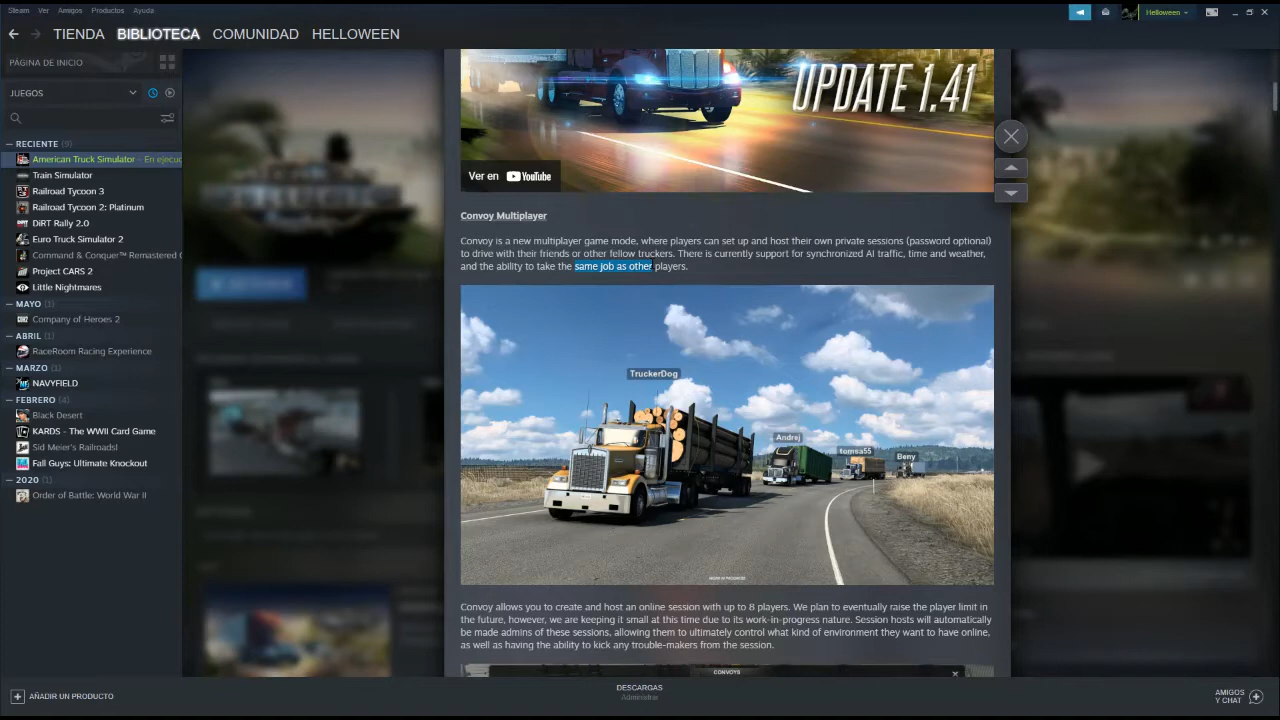 Steam Ver Amigos Productos Ayuda
Helloween
TIENDA BIBLIOTECA COMUNIDAD HELLOWEEN
PÁGINA DE INICIO
JUEGOS
RECIENTE (9)
American Truck Simulator - En ejecuc
Train Simulator
Railroad Tycoon 3
Railroad Tycoon 2: Platinum
DiRT Rally 2.0
Euro Truck Simulator 2
Command & Conquer™ Remastered C
Project CARS 2
Little Nightmares
MAYO (1)
Company of Heroes 2
ABRIL (1)
RaceRoom Racing Experience
MARZO (1)
NAVYFIELD
FEBRERO (4)
Black Desert
KARDS - The WWII Card Game
Sid Meier's Railroads!
Fall Guys: Ultimate Knockout
2020 (1)
Order of Battle: World War II
UPDATE 1.41
Ver en YouTube
Convoy Multiplayer
Convoy is a new multiplayer game mode, where players can set up and host their own private sessions (password optional)
to drive with their friends or other fellow truckers. There is currently support for synchronized AI traffic, time and weather,
and the ability to take the same job as other players.
TruckerDog
Andrej
tomsa55
Beny
WORK IN PROGRESS
Convoy allows you to create and host an online session with up to 8 players. We plan to eventually raise the player limit in
the future, however, we are keeping it small at this time due to its work-in-progress nature. Session hosts will automatically
be made admins of these sessions, allowing them to ultimately control what kind of environment they want to have online,
as well as having the ability to kick any trouble-makers from the session.
CONVOYS
AÑADIR UN PRODUCTO
DESCARGAS
Administrar
AMIGOS
Y CHAT